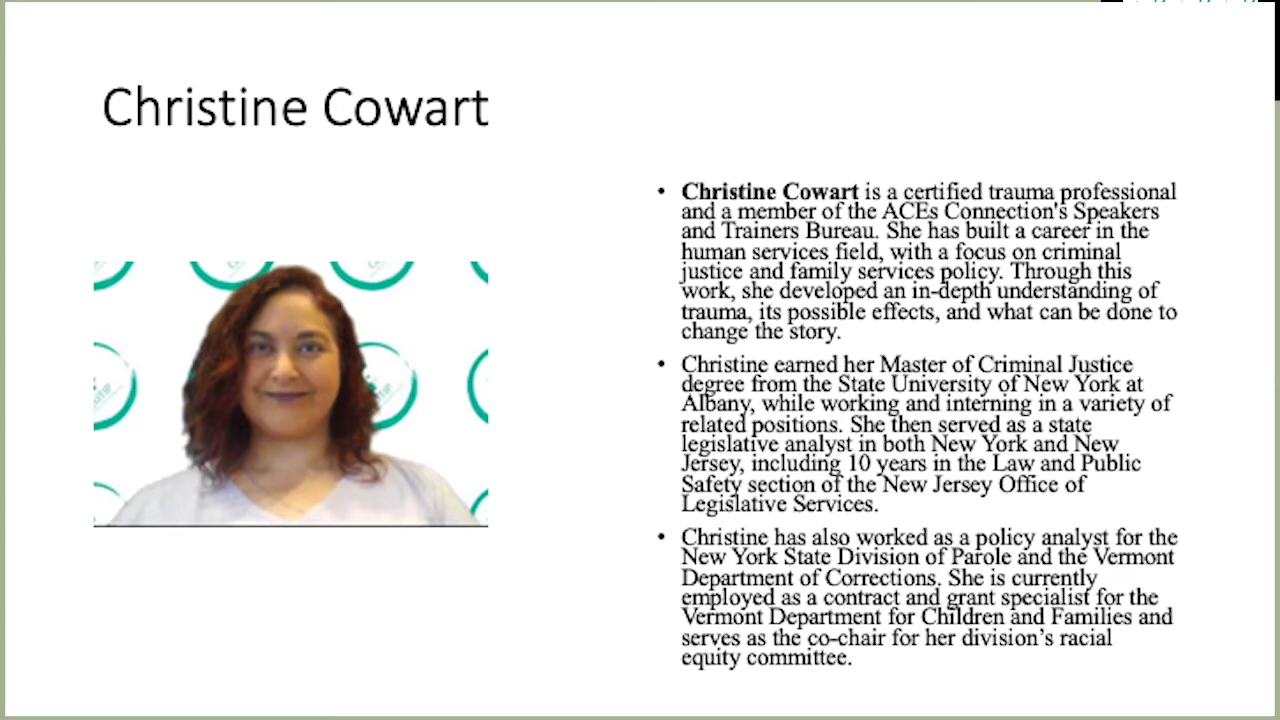 Christine Cowart
• Christine Cowart is a certified trauma professional
and a member of the ACEs Connection's Speakers
and Trainers Bureau. She has built a career in the
human services field, with a focus on criminal
justice and family services policy. Through this
work, she developed an in-depth understanding of
trauma, its possible effects, and what can be done to
change the story.
• Christine earned her Master of Criminal Justice
degree from the State University of New York at
Albany, while working and interning in a variety of
related positions. She then served as a state
legislative analyst in both New York and New
Jersey, including 10 years in the Law and Public
Safety section of the New Jersey Office of
Legislative Services.
• Christine has also worked as a policy analyst for the
New York State Division of Parole and the Vermont
Department of Corrections. She is currently
employed as a contract and grant specialist for the
Vermont Department for Children and Families and
serves as the co-chair for her division’s racial
equity committee.